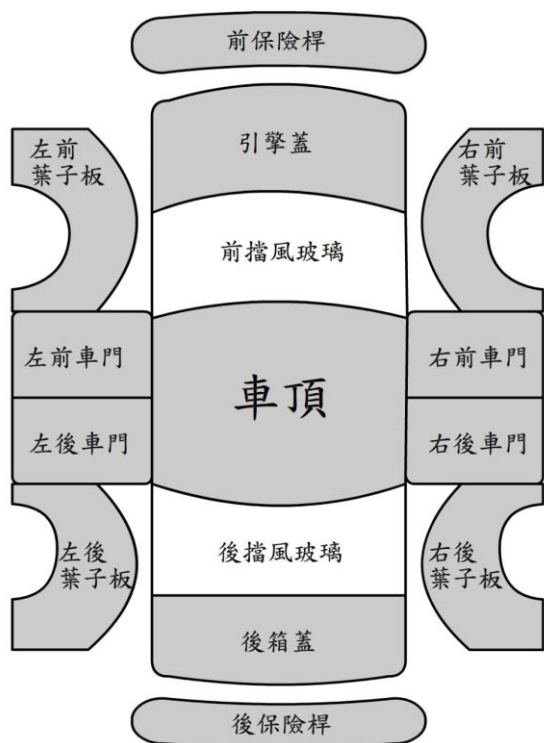 前保險桿
引擎蓋
左前
葉子板
右前
葉子板
前擋風玻璃
左前車門
車頂
右前車門
左後車門
右後車門
後擋風玻璃
左後
葉子板
右後
葉子板
後箱蓋
後保險桿